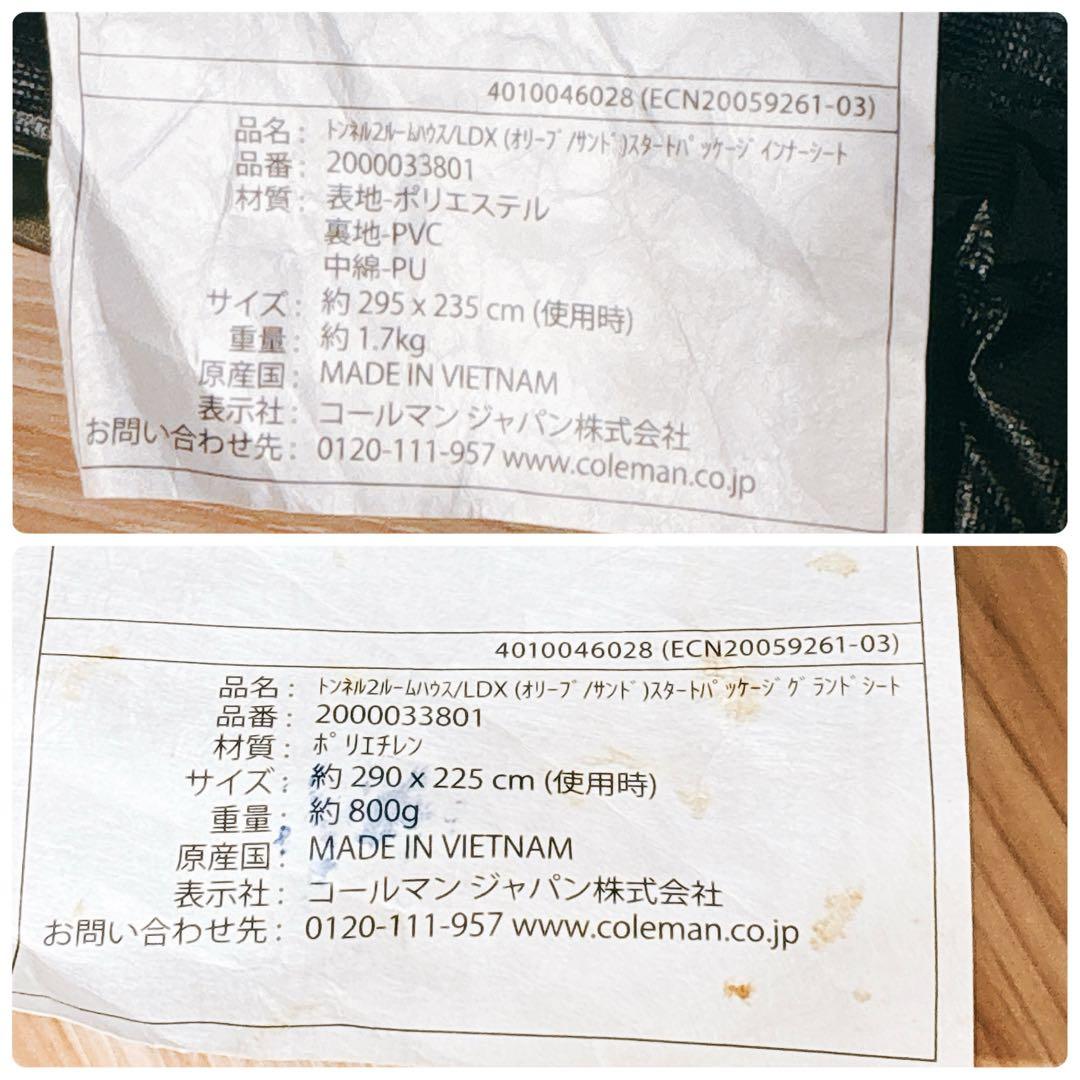 4010046028 (ECN20059261-03)
品名： ﾄﾝﾈﾙ2ﾙｰﾑﾊｳｽ/LDX (ｵﾘｰﾌﾞ/ｻﾝﾄﾞ)ｽﾀｰﾄﾊﾟｯｹｰｼﾞｲﾝﾅｰｼｰﾄ
品番： 2000033801
材質： 表地-ポリエステル
裏地-PVC
中綿-PU
サイズ： 約 295 x 235 cm (使用時)
重量： 約 1.7kg
原産国： MADE IN VIETNAM
表示社： コールマン ジャパン株式会社
お問い合わせ先： 0120-111-957 www.coleman.co.jp
4010046028 (ECN20059261-03)
品名： ﾄﾝﾈﾙ2ﾙｰﾑﾊｳｽ/LDX (ｵﾘｰﾌﾞ/ｻﾝﾄﾞ)ｽﾀｰﾄﾊﾟｯｹｰｼﾞｸﾞﾗﾝﾄﾞｼｰﾄ
品番： 2000033801
材質： ﾎﾟﾘｴﾁﾚﾝ
サイズ： 約 290 x 225 cm (使用時)
重量： 約 800g
原産国： MADE IN VIETNAM
表示社： コールマン ジャパン株式会社
お問い合わせ先： 0120-111-957 www.coleman.co.jp